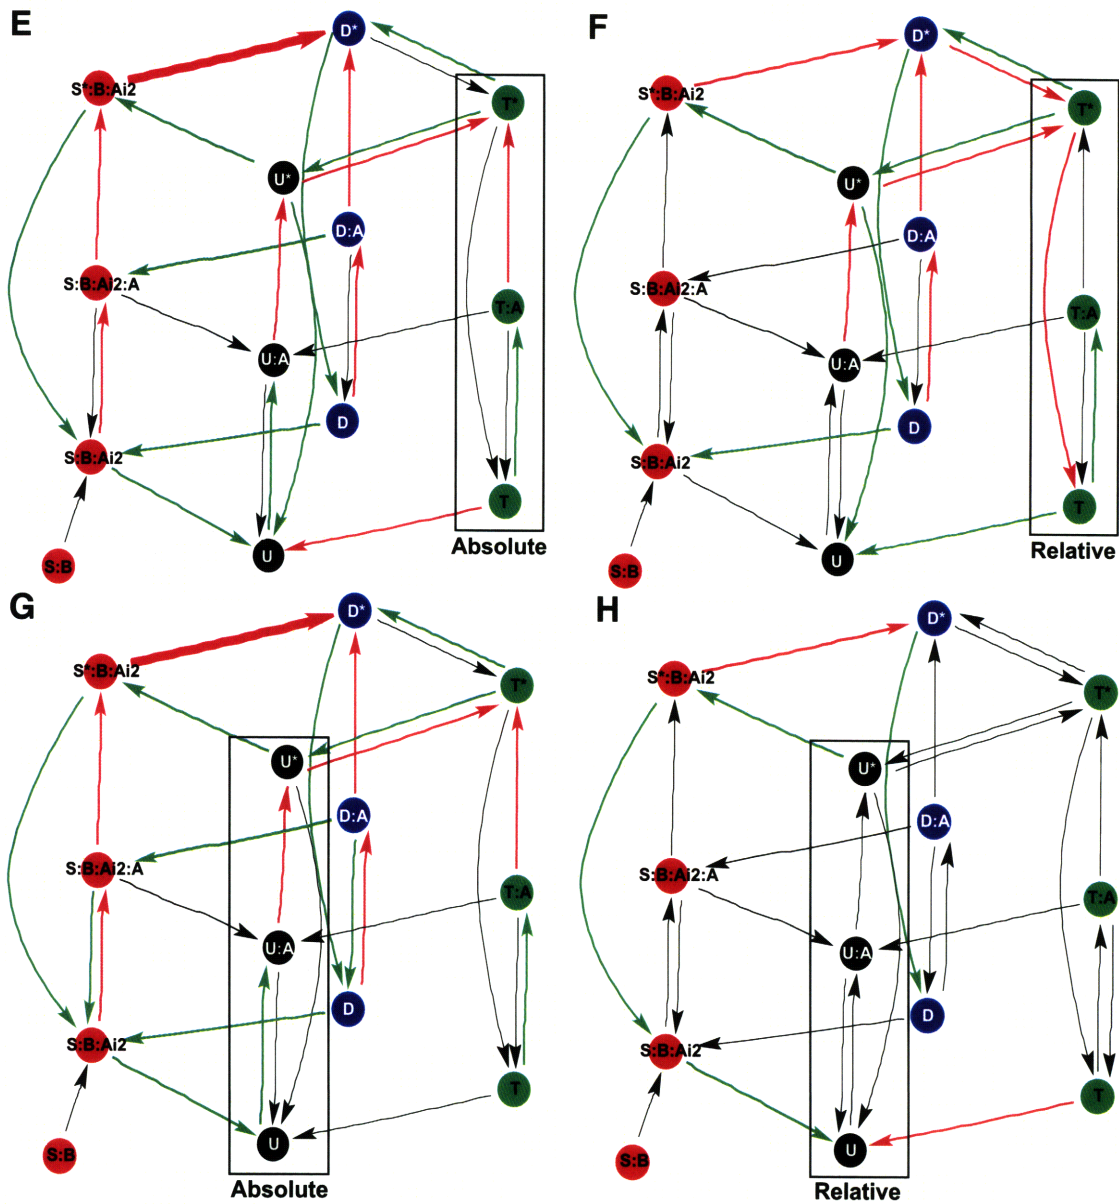 E
D*
S*:B:Ai2
T*
U*
D:A
S:B:Ai2:A
T:A
U:A
D
S:B:Ai2
T
U
S:B
Absolute
F
D*
S*:B:Ai2
T*
U*
D:A
S:B:Ai2:A
T:A
U:A
D
S:B:Ai2
T
U
S:B
Relative
G
D*
S*:B:Ai2
T*
U*
D:A
S:B:Ai2:A
T:A
U:A
D
S:B:Ai2
T
U
S:B
Absolute
H
D*
S*:B:Ai2
T*
U*
D:A
S:B:Ai2:A
T:A
U:A
D
S:B:Ai2
T
U
S:B
Relative